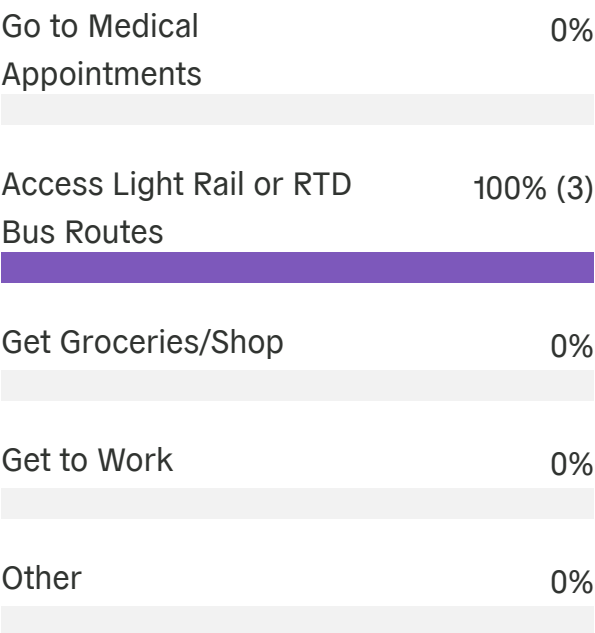 Go to Medical 0%
Appointments
Access Light Rail or RTD 100% (3)
Bus Routes
Get Groceries/Shop 0%
Get to Work 0%
Other 0%